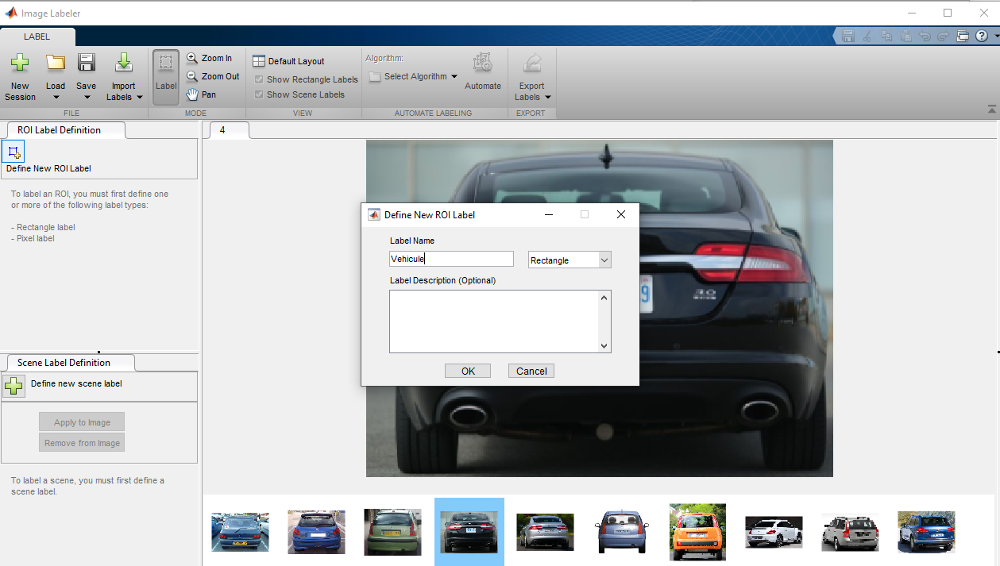 Image Labeler
LABEL
New Session
Load
Save
Import Labels
FILE
Label
Zoom In
Zoom Out
Pan
MODE
Default Layout
Show Rectangle Labels
Show Scene Labels
VIEW
Algorithm:
Select Algorithm
Automate
AUTOMATE LABELING
Export Labels
EXPORT
ROI Label Definition
Define New ROI Label
To label an ROI, you must first define one
or more of the following label types:
- Rectangle label
- Pixel label
4
Define New ROI Label
Label Name
Vehicule
Rectangle
Label Description (Optional)
OK
Cancel
9
3.0
Scene Label Definition
Define new scene label
Apply to Image
Remove from Image
To label a scene, you must first define a
scene label.